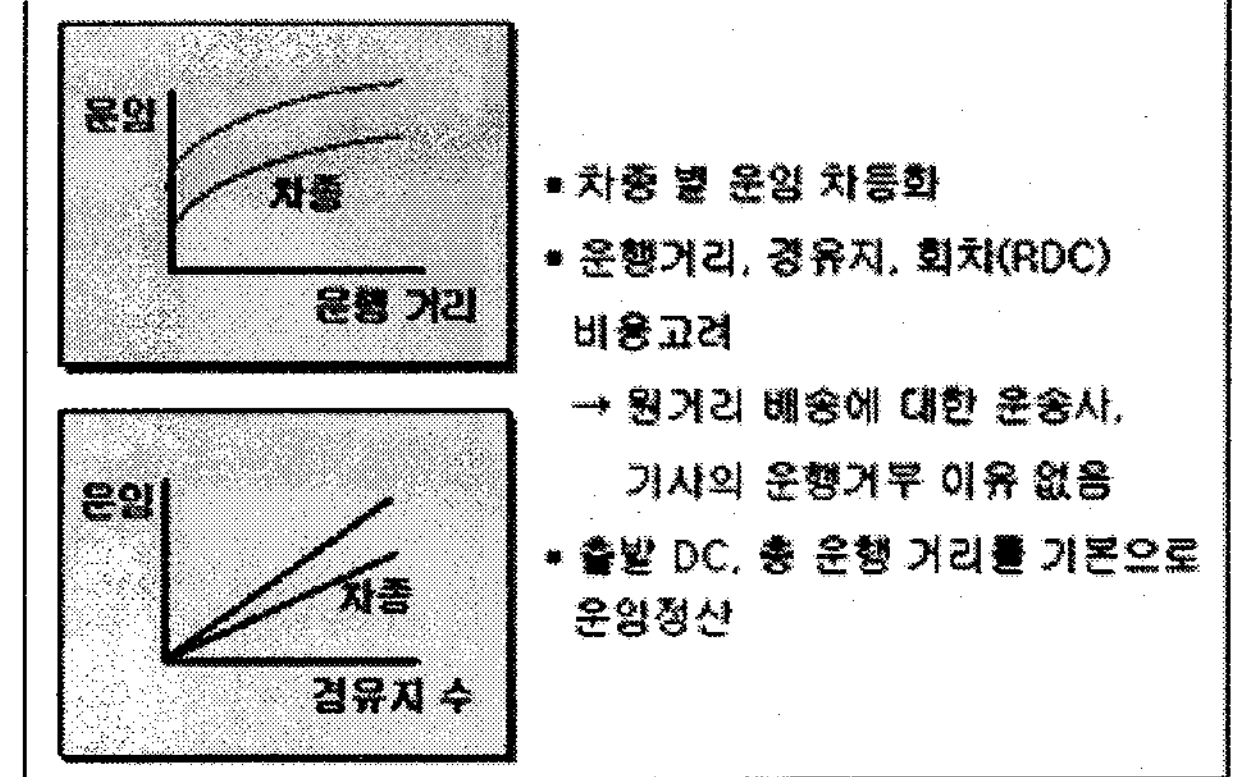 운임
차종
운행 거리
운임
차종
경유지 수
▪ 차종 별 운임 차등화
▪ 운행거리, 경유지, 회차(RDC)
비용고려
→ 원거리 배송에 대한 운송사,
기사의 운행거부 이유 없음
▪ 출발 DC, 총 운행 거리를 기본으로
운임정산